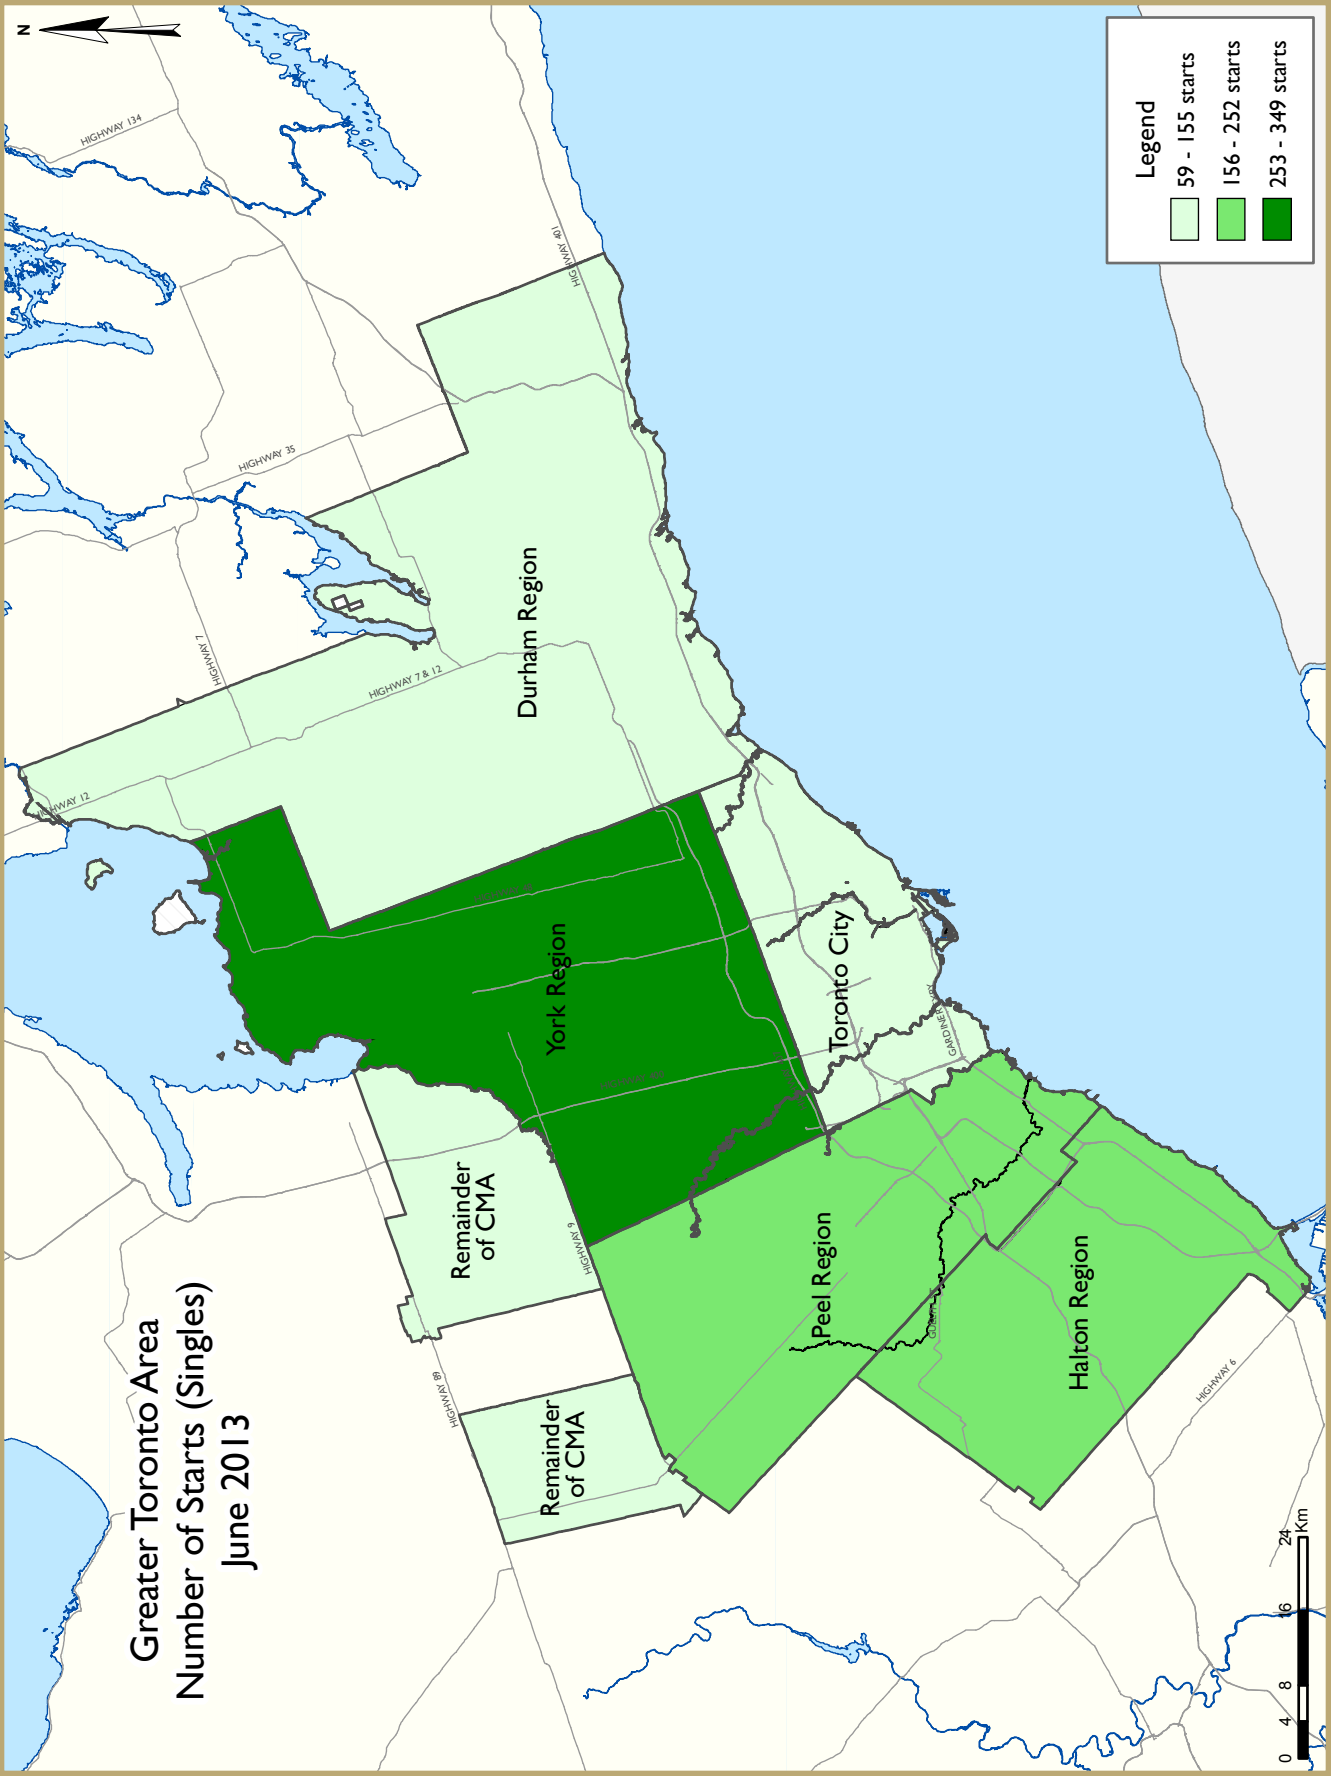 Greater Toronto Area
Number of Starts (Singles)
June 2013
N
HIGHWAY 134
HIGHWAY 401
HIGHWAY 35
HIGHWAY 7
HIGHWAY 7 & 12
HIGHWAY 12
Durham Region
York Region
Toronto City
Remainder
of CMA
HIGHWAY 9
Peel Region
Halton Region
HIGHWAY 89
Remainder
of CMA
HIGHWAY 6
Legend
59 - 155 starts
156 - 252 starts
253 - 349 starts
0 4 8 16 24
Km